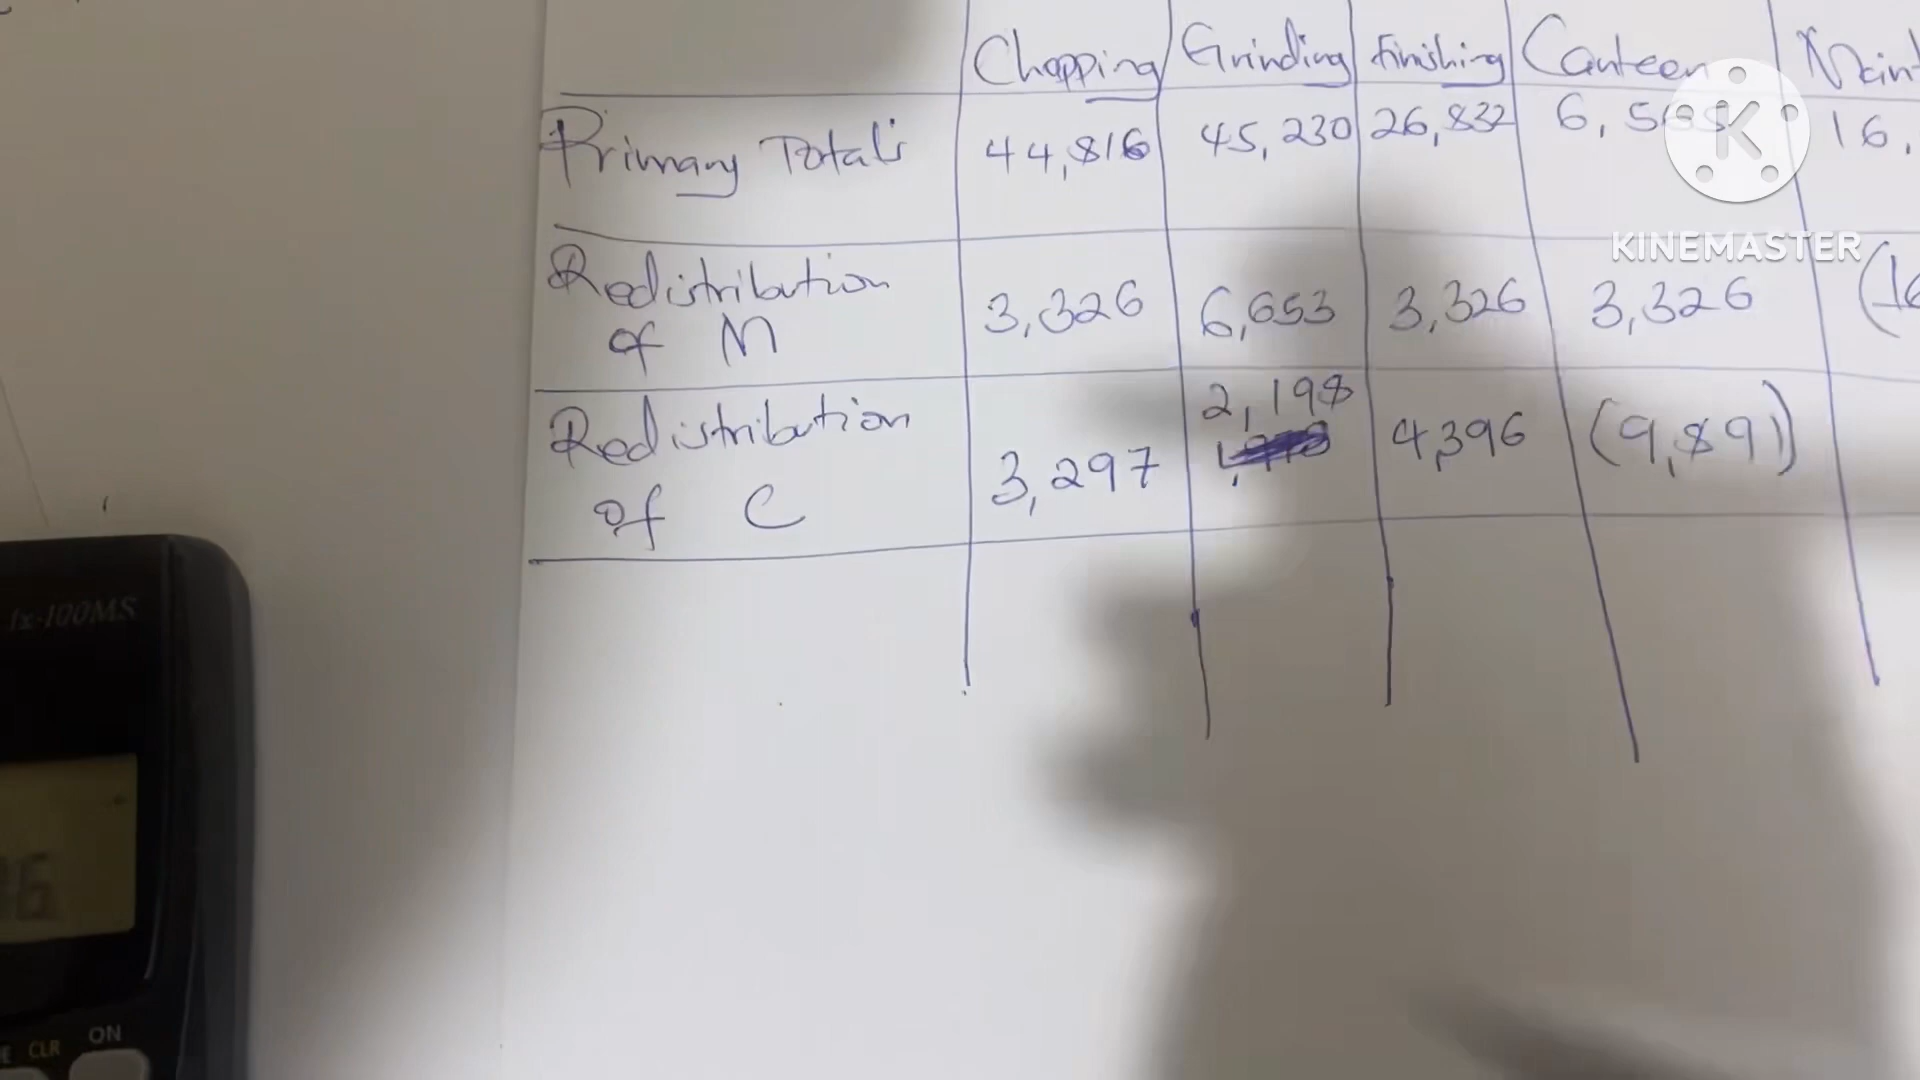 Chopping Grinding Finishing Canteen
Primary Totals 44,816 45,230 26,832 16,
KINEMASTER
Redistribution of M 3,326 6,653 3,326 3,326 (16
Redistribution of C 3,297 2,198 4,396 (9,891)
fx-100MS
CLR ON